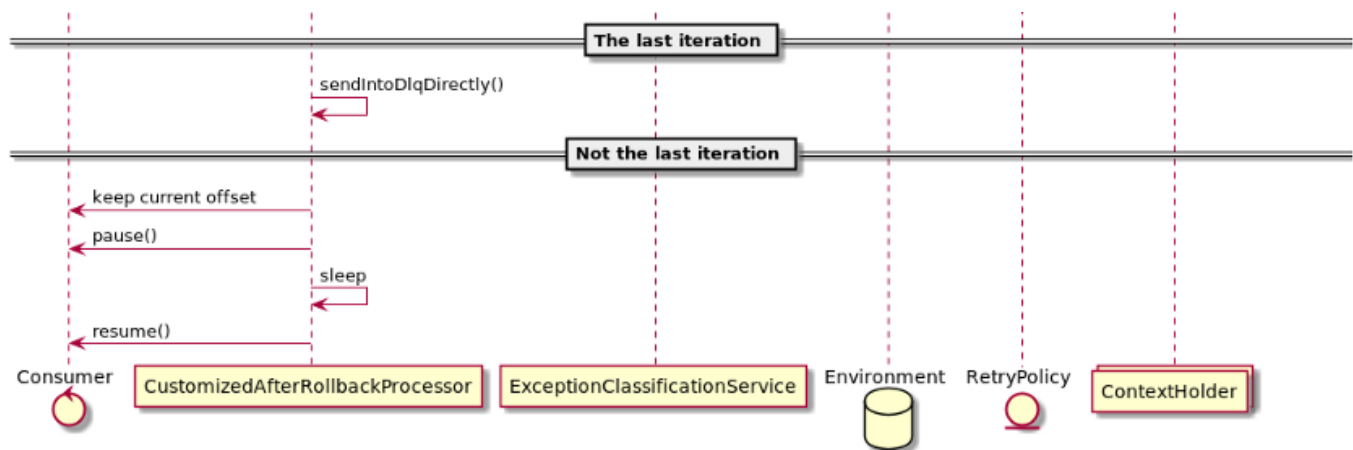 The last iteration
sendIntoDlqDirectly()
Not the last iteration
keep current offset
pause()
sleep
resume()
Consumer
CustomizedAfterRollbackProcessor
ExceptionClassificationService
Environment
RetryPolicy
ContextHolder